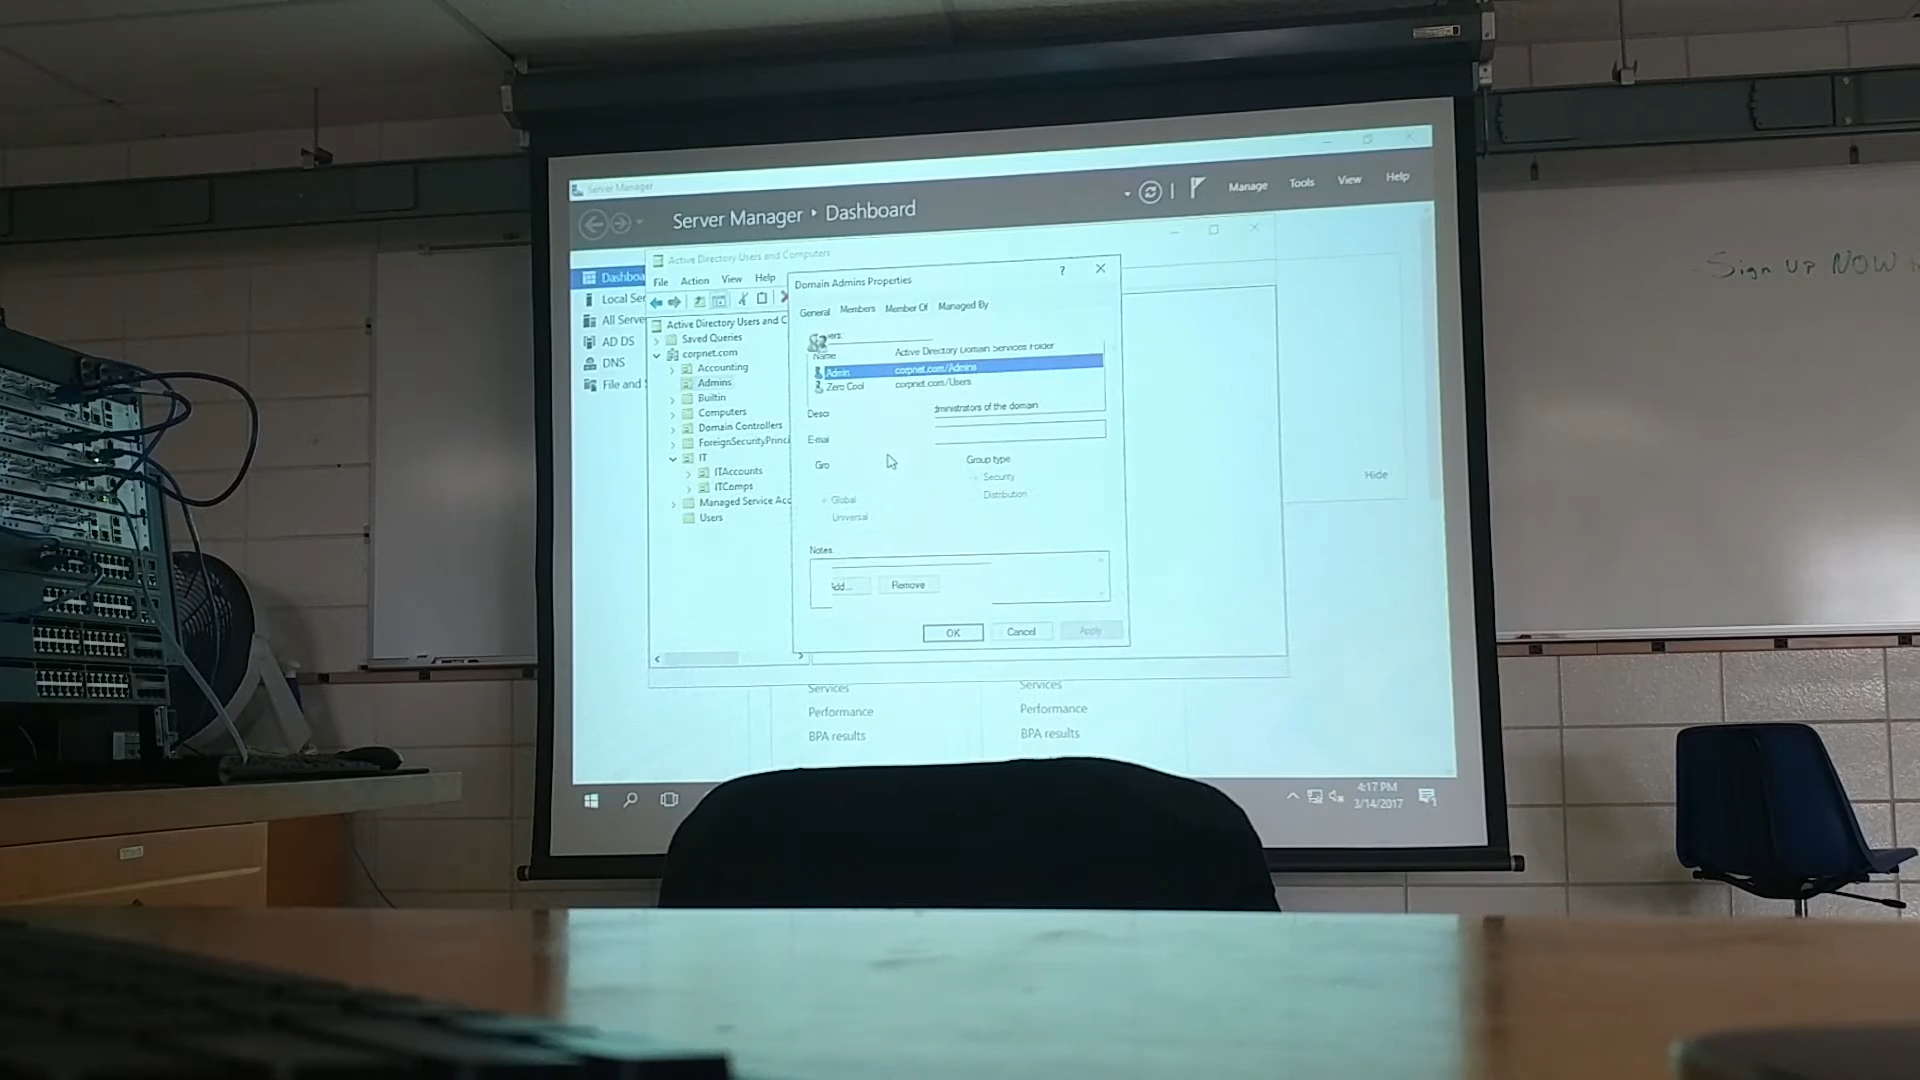 Server Manager
Server Manager • Dashboard
Manage Tools View Help
Dashboa
Local Ser
All Serve
AD DS
DNS
File and
Active Directory Users and Computers
File Action View Help
Active Directory Users and C
Saved Queries
corpnet.com
Accounting
Admins
Builtin
Computers
Domain Controllers
ForeignSecurityPrinci
IT
ITAccounts
ITComps
Managed Service Acc
Users
Domain Admins Properties
?
General Members Member Of Managed By
Name Active Directory Domain Services Folder
Admin corpnet.com/Admins
Zero Cool corpnet.com/Users
Desc
dministrators of the domain
E-mai
Gro
Group type
Security
Global
Distribution
Universal
Notes:
Add... Remove
OK Cancel Apply
Hide
Services Services
Performance Performance
BPA results BPA results
4:17 PM
3/14/2017
Sign up NOW